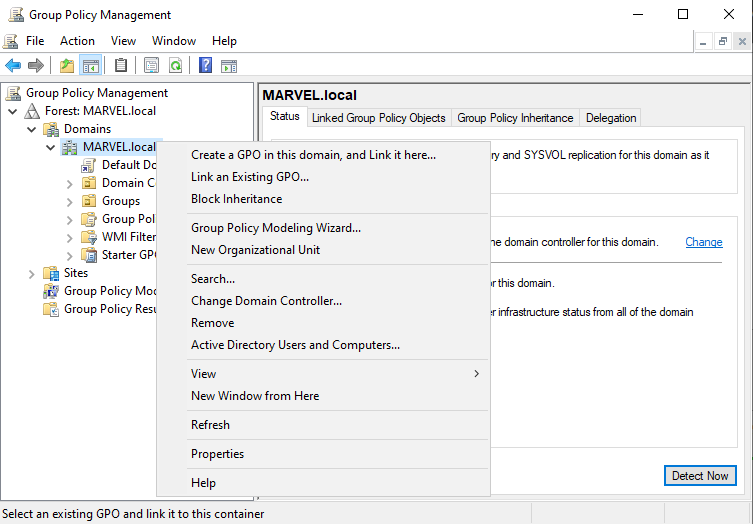 Group Policy Management
File Action View Window Help
Group Policy Management
Forest: MARVEL.local
Domains
MARVEL.local
Default Do
Domain C
Groups
Group Pol
WMI Filter
Starter GPO
Sites
Group Policy Mod
Group Policy Resu
MARVEL.local
Status Linked Group Policy Objects Group Policy Inheritance Delegation
ry and SYSVOL replication for this domain as it
ne domain controller for this domain. Change
or this domain.
er infrastructure status from all of the domain
Detect Now
Create a GPO in this domain, and Link it here...
Link an Existing GPO...
Block Inheritance
Group Policy Modeling Wizard...
New Organizational Unit
Search...
Change Domain Controller...
Remove
Active Directory Users and Computers...
View
New Window from Here
Refresh
Properties
Help
Select an existing GPO and link it to this container